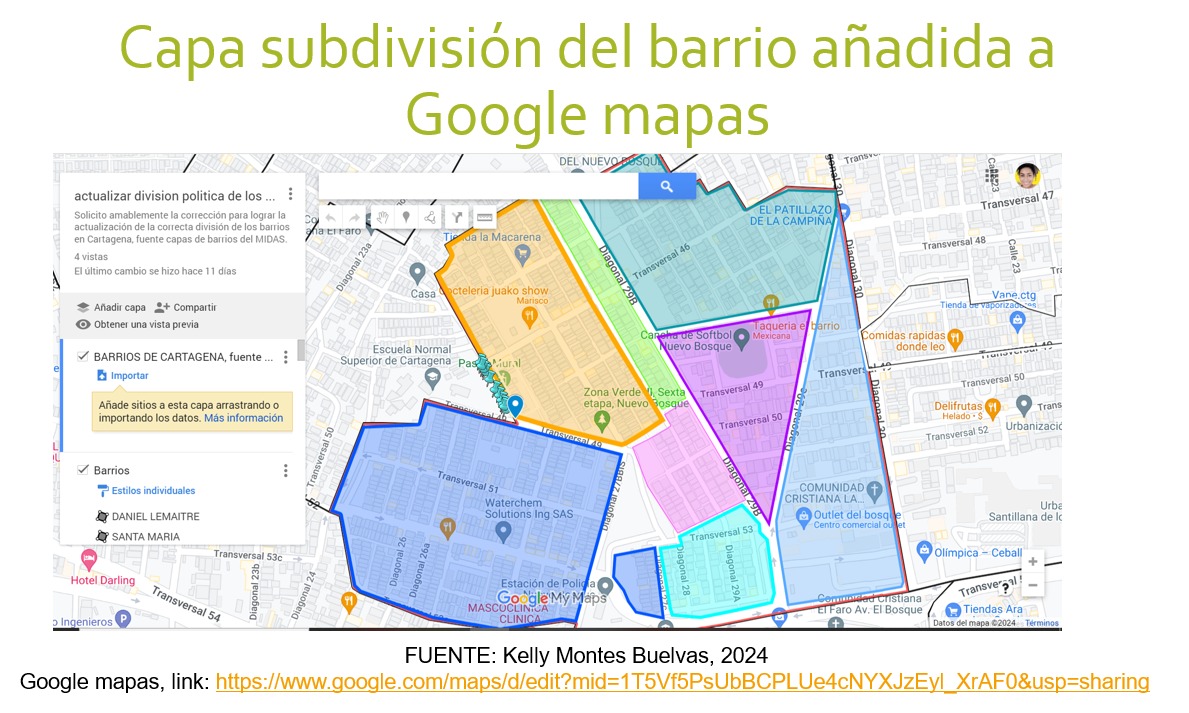 Capa subdivisión del barrio añadida a
Google mapas
actualizar division politica de los ...
Solicito amablemente la corrección para lograr la
actualización de la correcta división de los barrios
en Cartagena, fuente capas de barrios del MIDAS.
4 vistas
El último cambio se hizo hace 11 días
Añadir capa
Compartir
Obtener una vista previa
BARRIOS DE CARTAGENA, fuente ...
Importar
Añade sitios a esta capa arrastrando o
importando los datos. Más información
Barrios
Estilos individuales
DANIEL LEMAITRE
SANTA MARIA
DEL NUEVO BOSQUE
EL PATILLAZO
DE LA CAMPIÑA
Transversal 47
Calle 23
Transversal 48
Calle 23
Diagonal 30
Diagonal 30
Diagonal 30
Transversal 46
Diagonal 29B
Diagonal 23a
Tienda la Macarena
Casa
Cocteleria juako show
Marisco
Escuela Normal
Superior de Cartagena
Zona Verde II, Sexta
etapa, Nuevo Bosque
Cancha de Softbol
Nuevo Bosque
Taqueria el barrio
Mexicana
Vape.ctg
Tienda de vaporizadores
Comidas rapidas
donde leo
Transversal 49
Transversal 50
Diagonal 29c
Delifrutas
Helado • $
Urbanizació
Transversal 52
Transversal 49
Transversal 50
Transversal 51
Diagonal 27BBIS
Diagonal 29B
Waterchem
Solutions Ing SAS
COMUNIDAD
CRISTIANA LA...
Outlet del bosque
Centro comercial outlet
Urba
Santillana de lo
Transversal 53
Diagonal 26
Diagonal 26a
Diagonal 28
Diagonal 29A
Olímpica – Ceball
Transversal 53c
Hotel Darling
Diagonal 23b
Diagonal 24
Transversal 54
o Ingenieros
Estación de Policía
Google My Maps
MASCOCLINICA
CLINICA
Comunidad Cristiana
El Faro Av. El Bosque
Tiendas Ara
Datos del mapa ©2024
Términos
FUENTE: Kelly Montes Buelvas, 2024
Google mapas, link: https://www.google.com/maps/d/edit?mid=1T5Vf5PsUbBCPLUe4cNYXJzEyl_XrAF0&usp=sharing